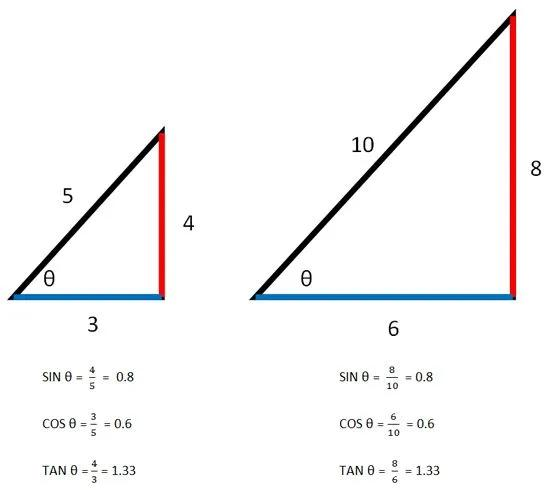 10
5
8
4
θ
θ
3
6
SIN θ = 4/5 = 0.8
SIN θ = 8/10 = 0.8
COS θ = 3/5 = 0.6
COS θ = 6/10 = 0.6
TAN θ = 4/3 = 1.33
TAN θ = 8/6 = 1.33